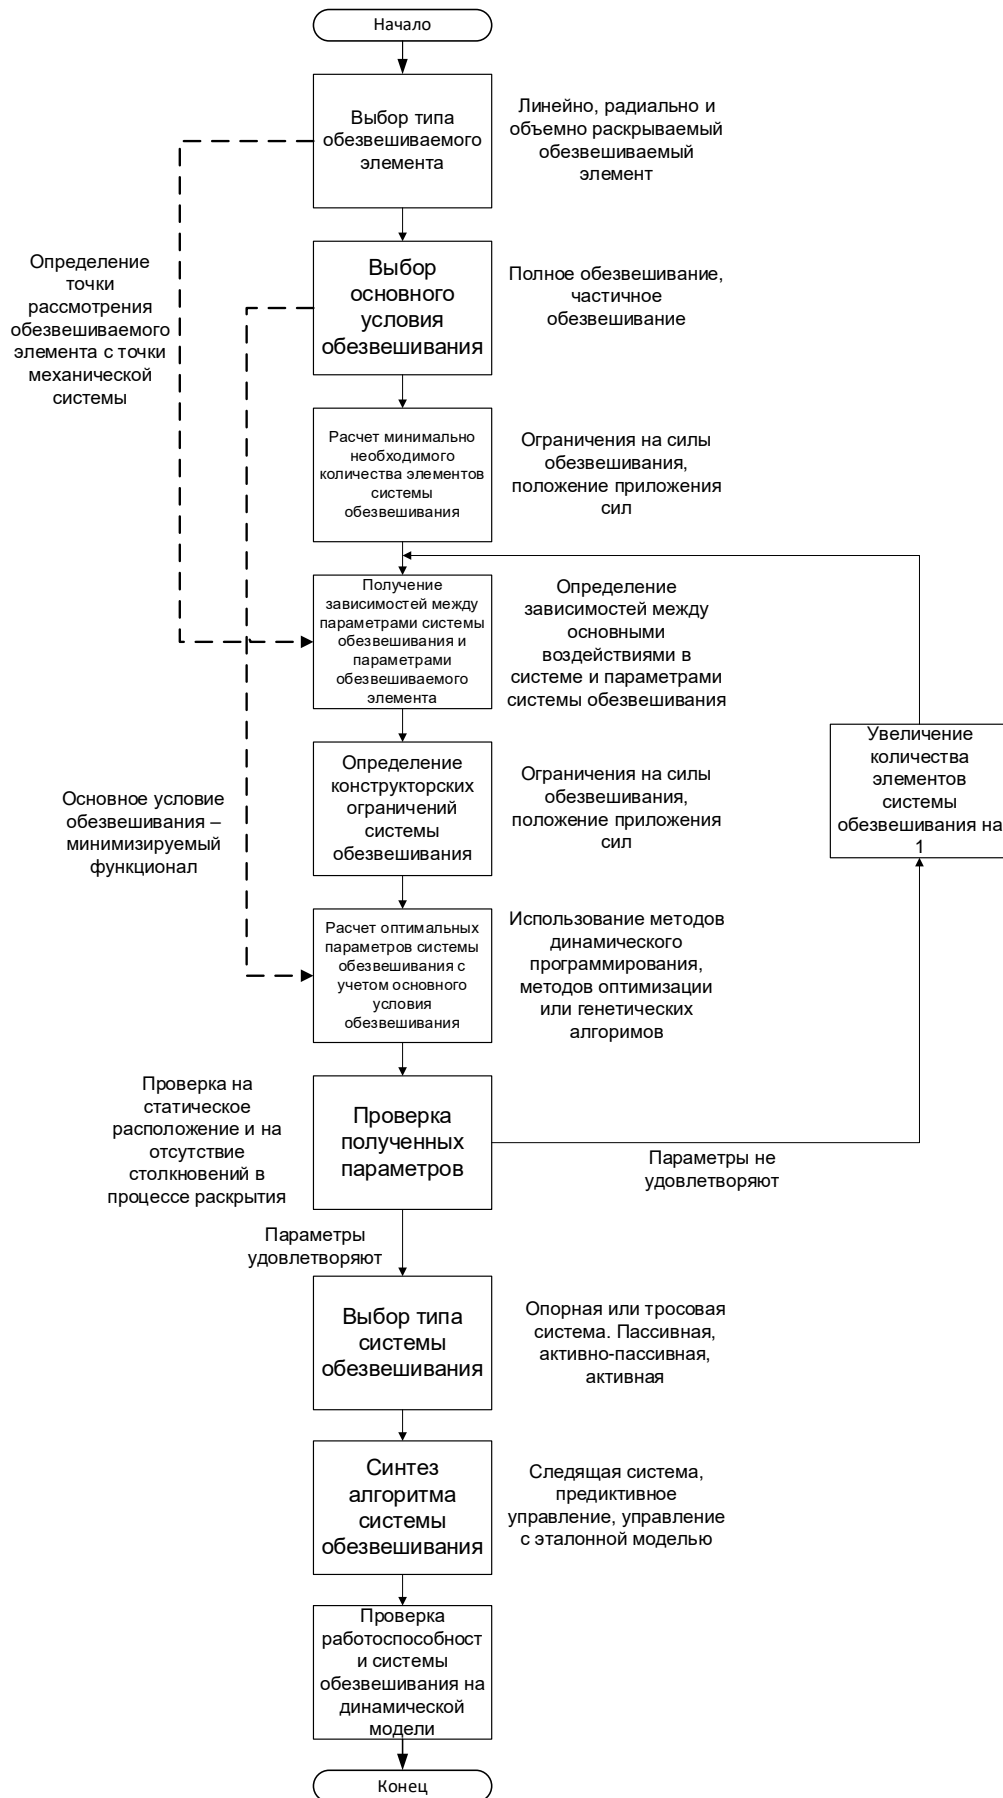 Начало
Выбор типа
обезвешиваемого
элемента
Линейно, радиально и
объемно раскрываемый
обезвешиваемый
элемент
Определение
точки
рассмотрения
обезвешиваемого
элемента с точки
механической
системы
Выбор
основного
условия
обезвешивания
Полное обезвешивание,
частичное
обезвешивание
Расчет минимально
необходимого
количества элементов
системы
обезвешивания
Ограничения на силы
обезвешивания,
положение приложения
сил
Получение
зависимостей между
параметрами системы
обезвешивания и
параметрами
обезвешиваемого
элемента
Определение
зависимостей между
основными
воздействиями в
системе и параметрами
системы обезвешивания
Увеличение
количества
элементов
системы
обезвешивания на
1
Определение
конструкторских
ограничений
системы
обезвешивания
Ограничения на силы
обезвешивания,
положение приложения
сил
Основное условие
обезвешивания –
минимизируемый
функционал
Расчет оптимальных
параметров системы
обезвешивания с
учетом основного
условия
обезвешивания
Использование методов
динамического
программирования,
методов оптимизации
или генетических
алгоримов
Проверка на
статическое
расположение и на
отсутствие
столкновений в
процессе раскрытия
Проверка
полученных
параметров
Параметры не
удовлетворяют
Параметры
удовлетворяют
Выбор типа
системы
обезвешивания
Опорная или тросовая
система. Пассивная,
активно-пассивная,
активная
Синтез
алгоритма
системы
обезвешивания
Следящая система,
предиктивное
управление, управление
с эталонной моделью
Проверка
работоспособност
и системы
обезвешивания на
динамической
модели
Конец